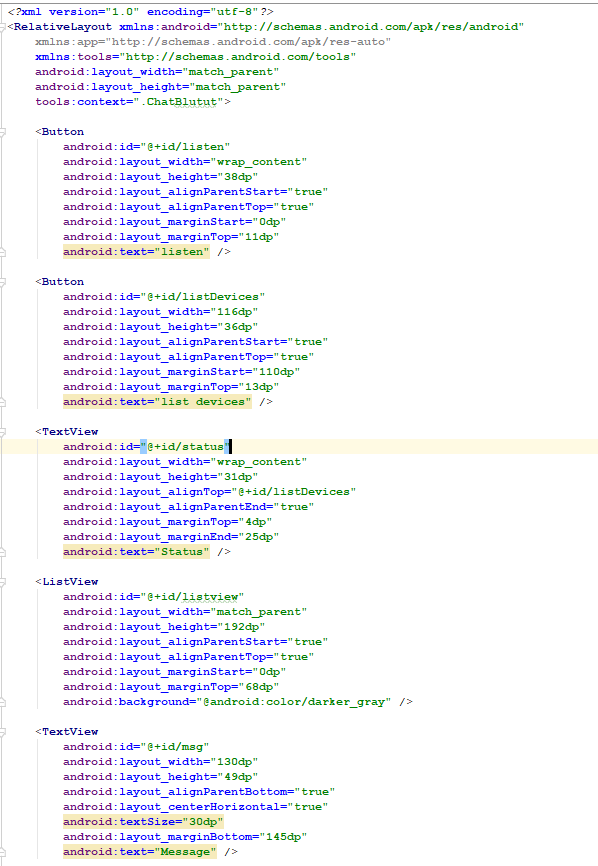 <?xml version="1.0" encoding="utf-8"?>
<RelativeLayout xmlns:android="http://schemas.android.com/apk/res/android"
    xmlns:app="http://schemas.android.com/apk/res-auto"
    xmlns:tools="http://schemas.android.com/tools"
    android:layout_width="match_parent"
    android:layout_height="match_parent"
    tools:context=".ChatBlutut">

    <Button
        android:id="@+id/listen"
        android:layout_width="wrap_content"
        android:layout_height="38dp"
        android:layout_alignParentStart="true"
        android:layout_alignParentTop="true"
        android:layout_marginStart="0dp"
        android:layout_marginTop="11dp"
        android:text="listen" />

    <Button
        android:id="@+id/listDevices"
        android:layout_width="116dp"
        android:layout_height="36dp"
        android:layout_alignParentStart="true"
        android:layout_alignParentTop="true"
        android:layout_marginStart="110dp"
        android:layout_marginTop="13dp"
        android:text="list devices" />

    <TextView
        android:id="@+id/status"
        android:layout_width="wrap_content"
        android:layout_height="31dp"
        android:layout_alignTop="@+id/listDevices"
        android:layout_alignParentEnd="true"
        android:layout_marginTop="4dp"
        android:layout_marginEnd="25dp"
        android:text="Status" />

    <ListView
        android:id="@+id/listview"
        android:layout_width="match_parent"
        android:layout_height="192dp"
        android:layout_alignParentStart="true"
        android:layout_alignParentTop="true"
        android:layout_marginStart="0dp"
        android:layout_marginTop="68dp"
        android:background="@android:color/darker_gray" />

    <TextView
        android:id="@+id/msg"
        android:layout_width="130dp"
        android:layout_height="49dp"
        android:layout_alignParentBottom="true"
        android:layout_centerHorizontal="true"
        android:textSize="30dp"
        android:layout_marginBottom="145dp"
        android:text="Message" />